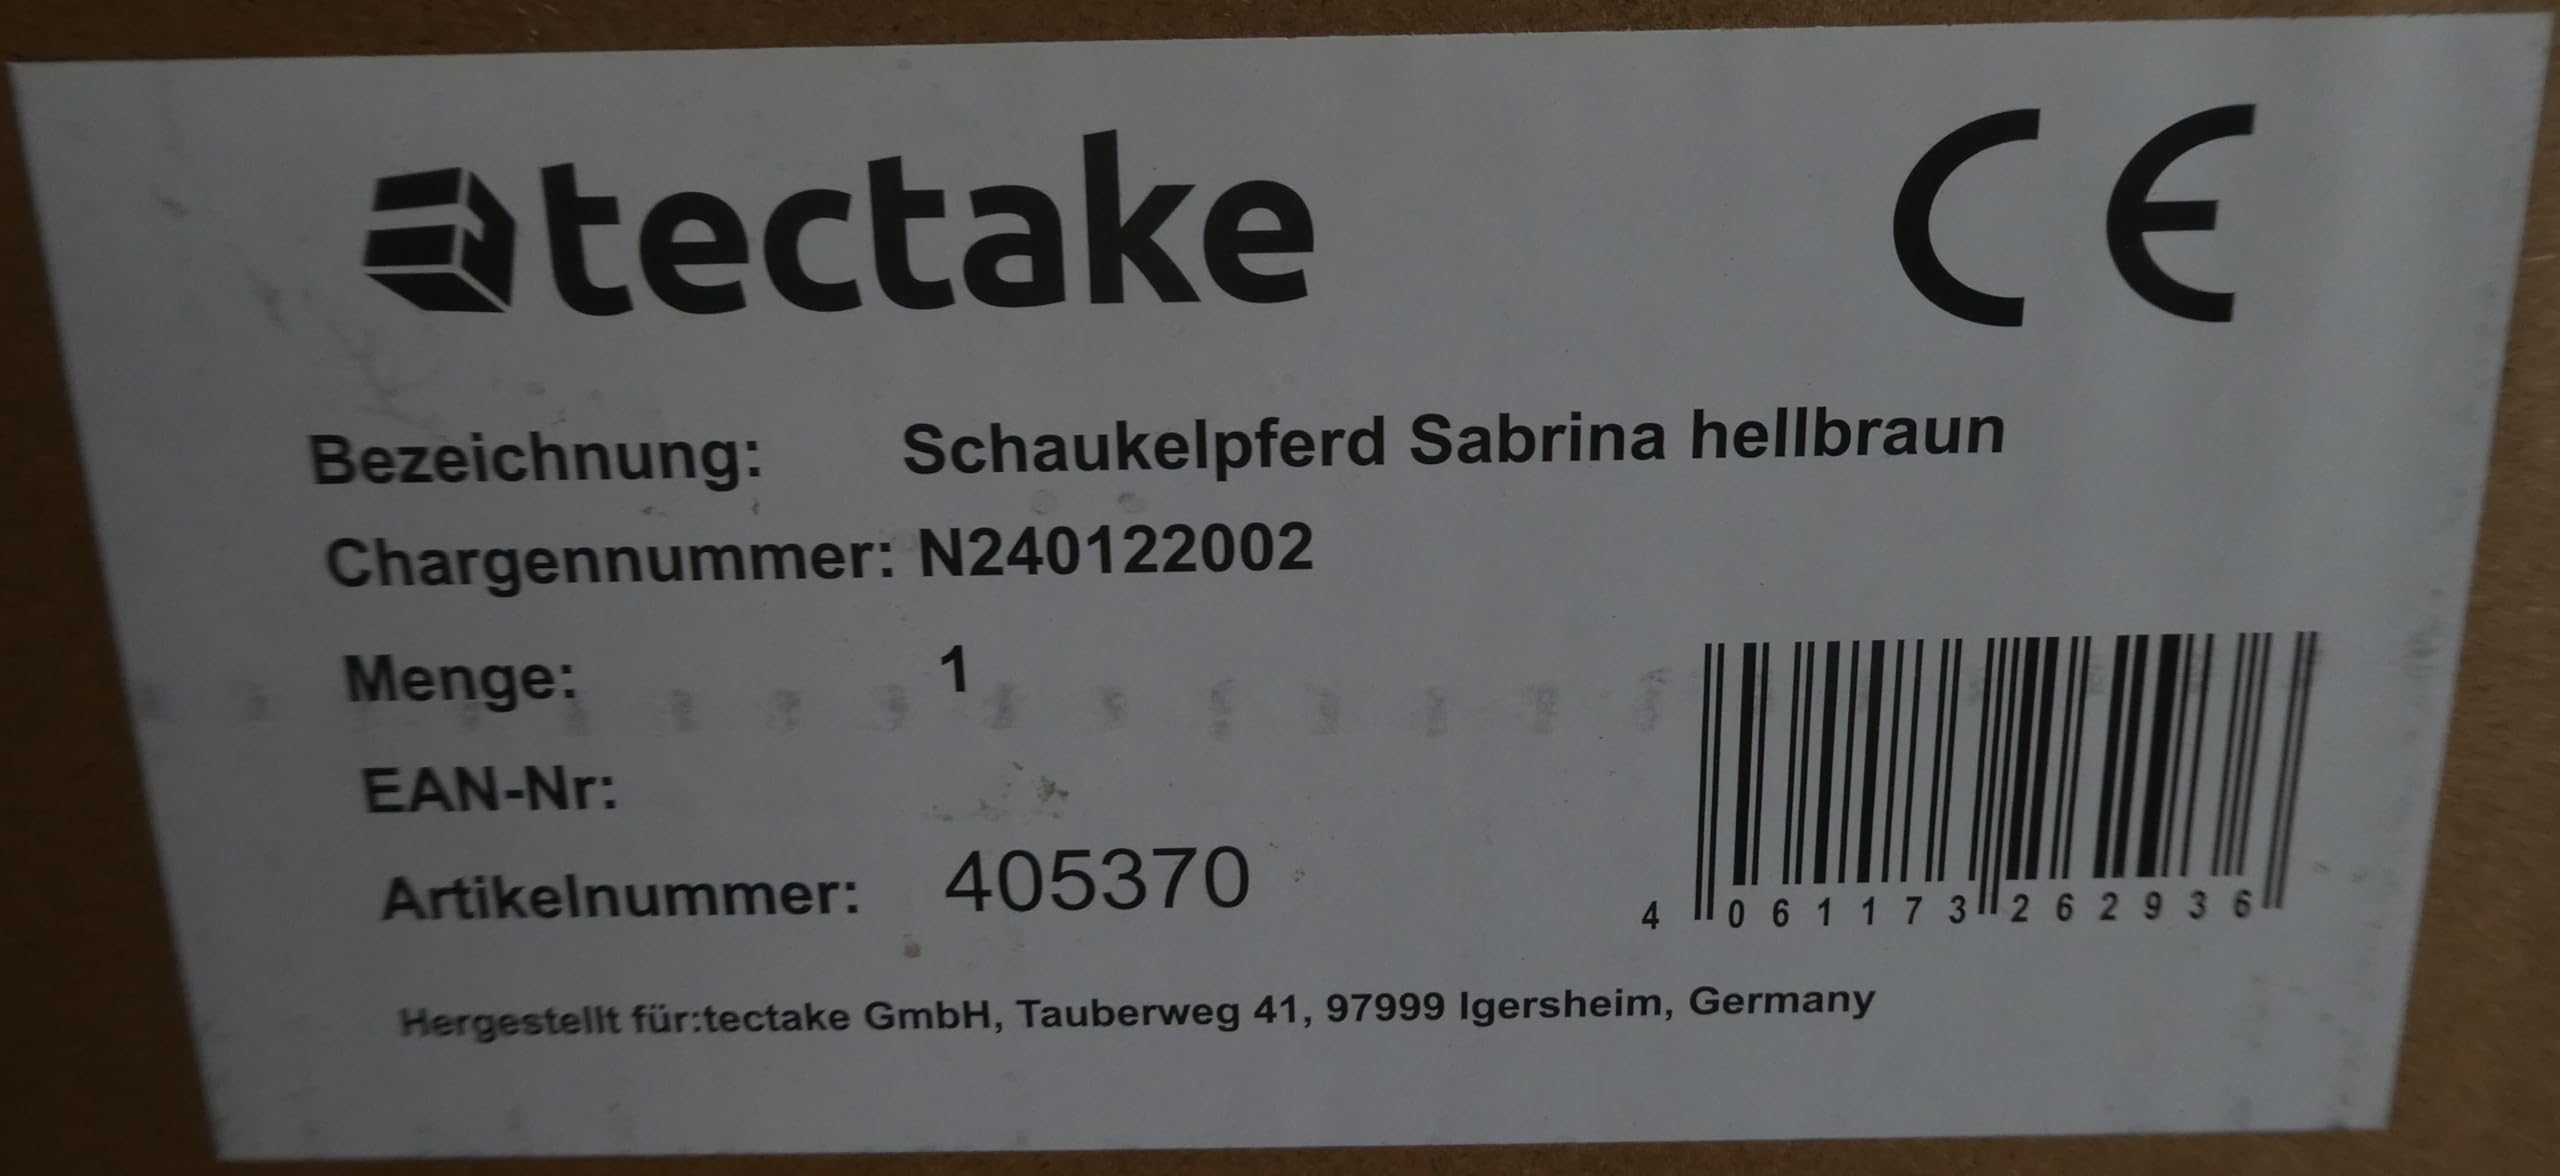 tectake CE
Bezeichnung: Schaukelpferd Sabrina hellbraun
Chargennummer: N240122002
Menge: 1
EAN-Nr:
Artikelnummer: 405370
4 061173 262936
Hergestellt für:tectake GmbH, Tauberweg 41, 97999 Igersheim, Germany